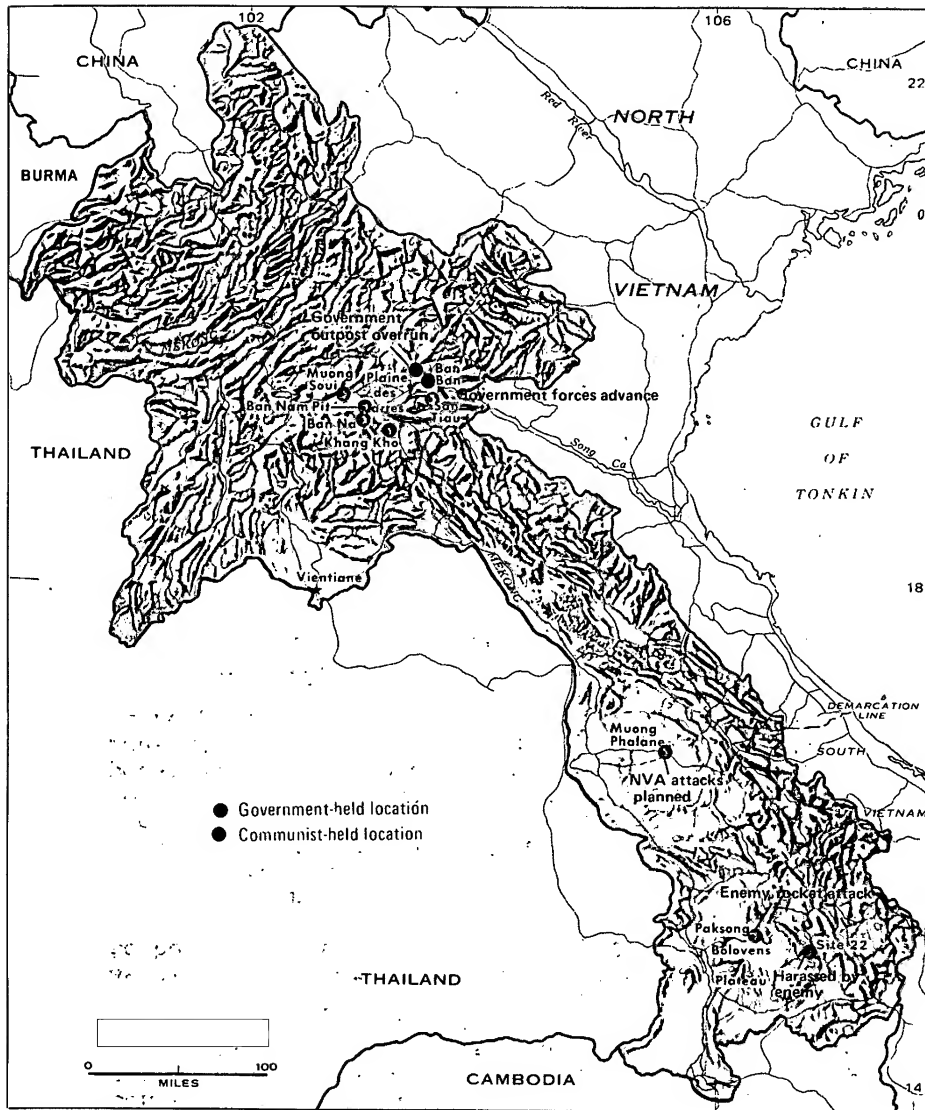 102
106
CHINA
CHINA
22
Red River
NORTH
BURMA
0
VIETNAM
Government
outpost overrun
MEKONG
Muong
Soui
Plaine
des
Jarres
Ban
Ban
Government forces advance
San
Tiau
Ban Nam Pit
Ban Na
Khang Kho
GULF
OF
TONKIN
THAILAND
Song Ca
Vientiane
MEKONG
18
DEMARCATION
LINE
Muong
Phalane
SOUTH
NVA attacks
planned
VIETNAM
Government-held location
Communist-held location
Enemy rocket attack
Paksong
Bolovens
Plateau
Site 22
Harassed by
enemy
THAILAND
0 100
MILES
CAMBODIA
14